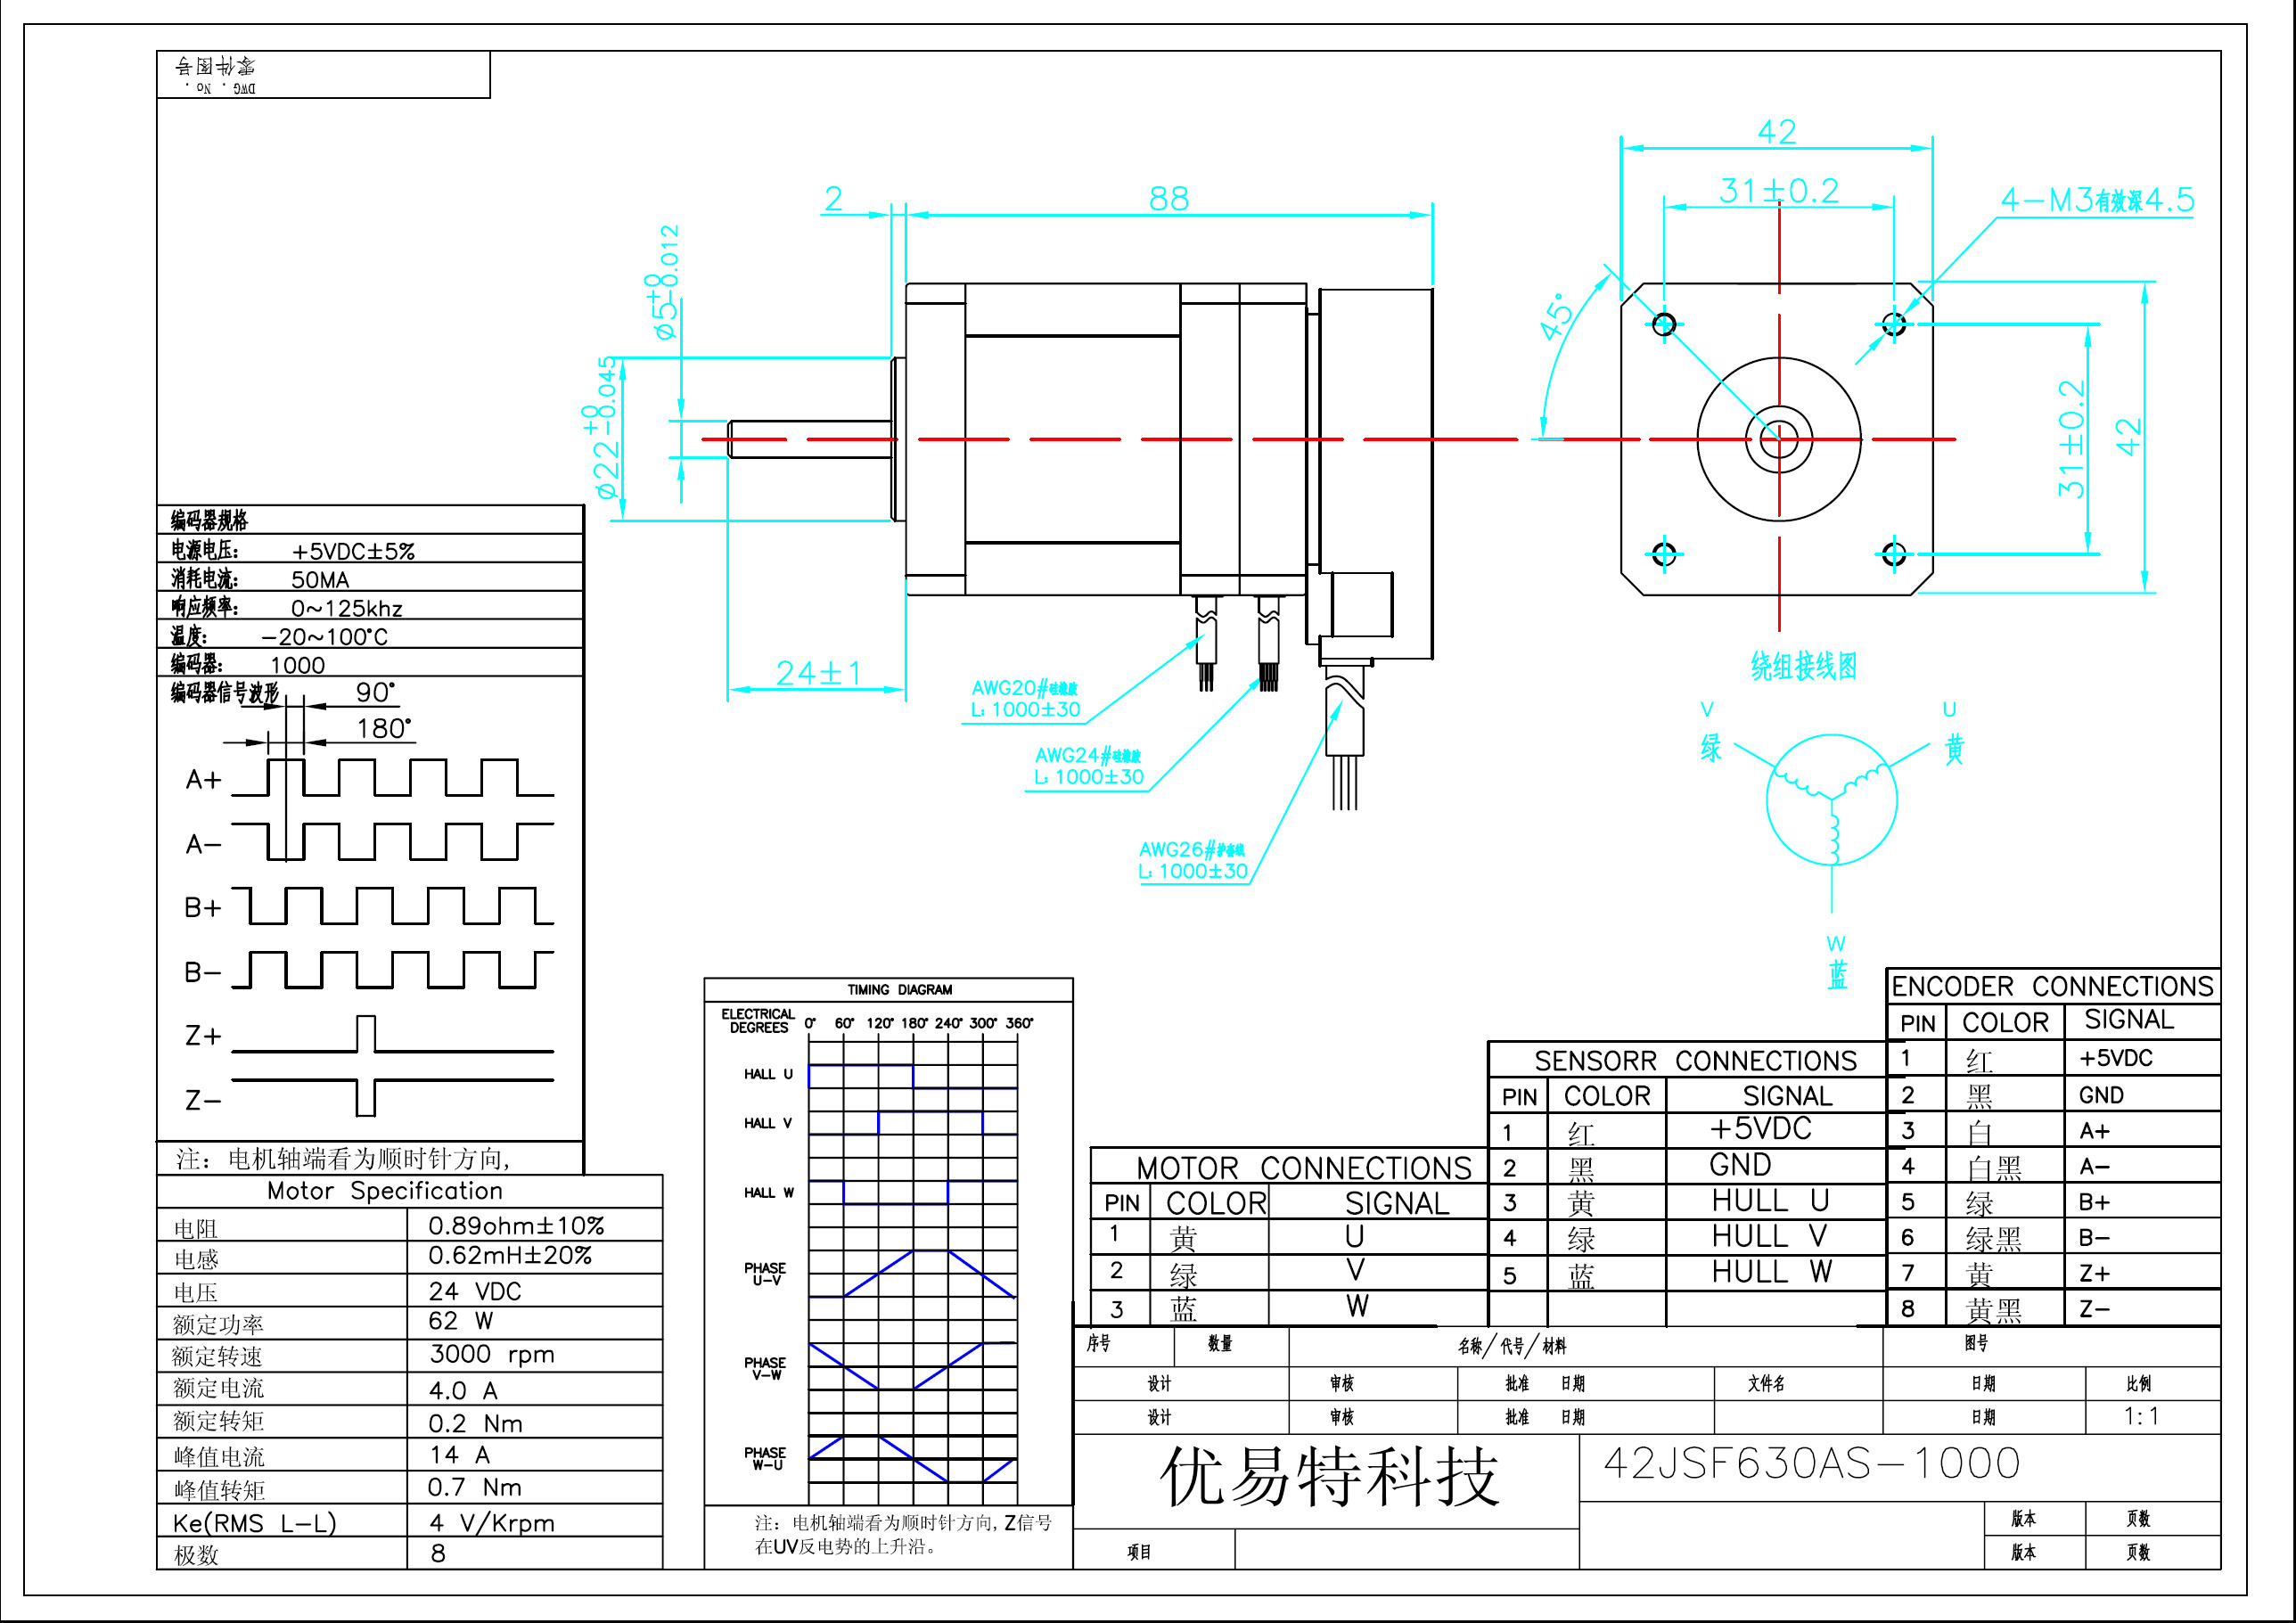 零件图号
DWG . No .
42
31±0.2
4-M3有效深4.5
2
88
ø5+0-0.012
ø22+0-0.045
45°
31±0.2
42
24±1
AWG20#硅橡胶
L: 1000±30
AWG24#硅橡胶
L: 1000±30
AWG26#护套线
L: 1000±30
绕组接线图
V
绿
U
黄
W
蓝
编码器规格
电源电压: +5VDC±5%
消耗电流: 50MA
响应频率: 0~125khz
温度: -20~100°C
编码器: 1000
编码器信号波形
90°
180°
A+
A-
B+
B-
Z+
Z-
注: 电机轴端看为顺时针方向,
Motor Specification
电阻 0.89ohm±10%
电感 0.62mH±20%
电压 24 VDC
额定功率 62 W
额定转速 3000 rpm
额定电流 4.0 A
额定转矩 0.2 Nm
峰值电流 14 A
峰值转矩 0.7 Nm
Ke(RMS L-L) 4 V/Krpm
极数 8
TIMING DIAGRAM
ELECTRICAL DEGREES 0° 60° 120° 180° 240° 300° 360°
HALL U
HALL V
HALL W
PHASE
U-V
PHASE
V-W
PHASE
W-U
注: 电机轴端看为顺时针方向, Z信号
在UV反电势的上升沿。
MOTOR CONNECTIONS
PIN COLOR SIGNAL
1 黄 U
2 绿 V
3 蓝 W
SENSORR CONNECTIONS
PIN COLOR SIGNAL
1 红 +5VDC
2 黑 GND
3 黄 HULL U
4 绿 HULL V
5 蓝 HULL W
ENCODER CONNECTIONS
PIN COLOR SIGNAL
1 红 +5VDC
2 黑 GND
3 白 A+
4 白黑 A-
5 绿 B+
6 绿黑 B-
7 黄 Z+
8 黄黑 Z-
序号 数量 名称/代号/材料 图号
设计 审核 批准 日期 文件名 日期 比例
设计 审核 批准 日期 日期 1:1
优易特科技
42JSF630AS-1000
版本 页数
项目 版本 页数